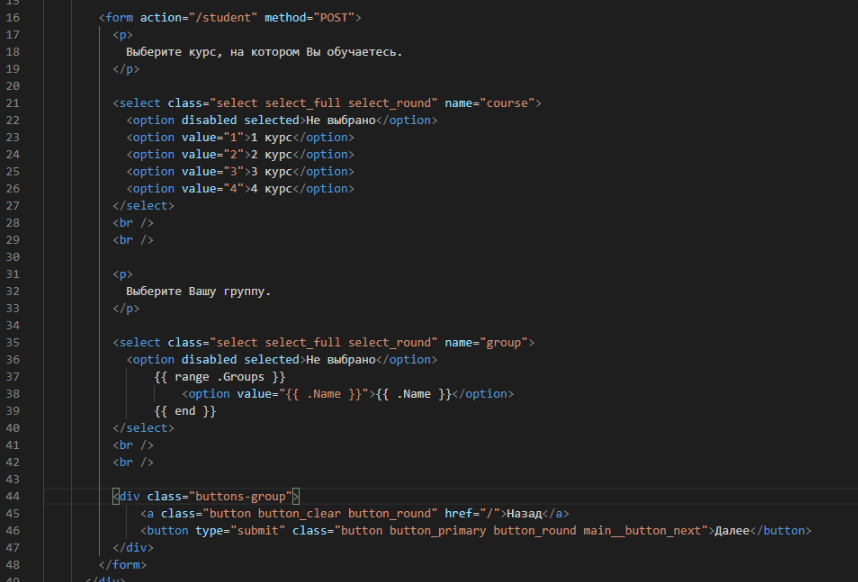 15
16 <form action="/student" method="POST">
17 <p>
18 Выберите курс, на котором Вы обучаетесь.
19 </p>
20
21 <select class="select select_full select_round" name="course">
22 <option disabled selected>Не выбрано</option>
23 <option value="1">1 курс</option>
24 <option value="2">2 курс</option>
25 <option value="3">3 курс</option>
26 <option value="4">4 курс</option>
27 </select>
28 <br />
29 <br />
30
31 <p>
32 Выберите Вашу группу.
33 </p>
34
35 <select class="select select_full select_round" name="group">
36 <option disabled selected>Не выбрано</option>
37 {{ range .Groups }}
38 <option value="{{ .Name }}">{{ .Name }}</option>
39 {{ end }}
40 </select>
41 <br />
42 <br />
43
44 <div class="buttons-group">
45 <a class="button button_clear button_round" href="/">Назад</a>
46 <button type="submit" class="button button_primary button_round main__button_next">Далее</button>
47 </div>
48 </form>
49 </div>